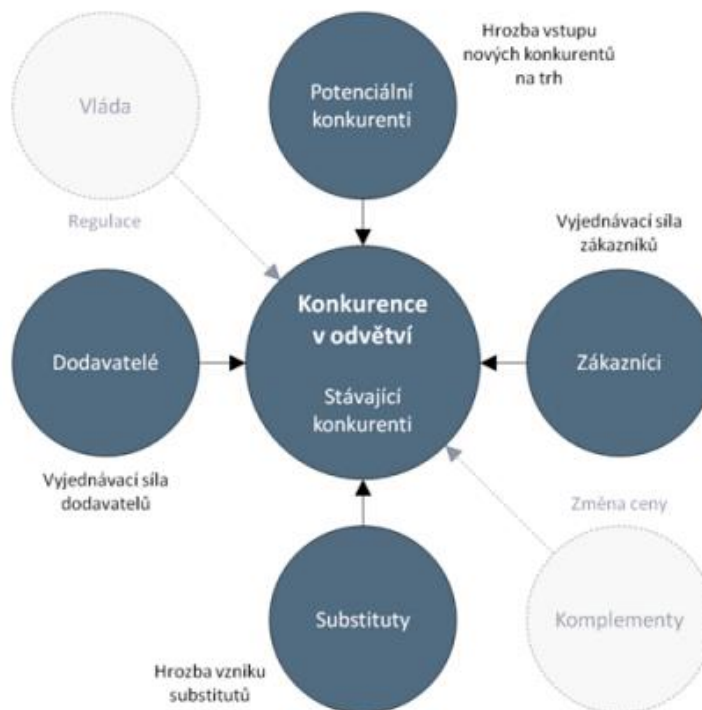 Hrozba vstupu
nových konkurentů
na trh
Vláda
Potenciální
konkurenti
Regulace
Vyjednávací síla
zákazníků
Konkurence
v odvětví
Dodavatelé
Zákazníci
Stávající
konkurenti
Vyjednávací síla
dodavatelů
Změna ceny
Substituty
Komplementy
Hrozba vzniku
substitutů